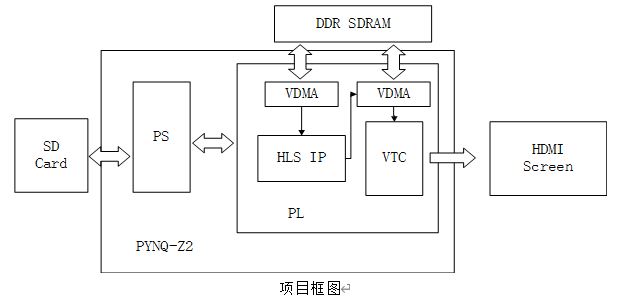 DDR SDRAM
VDMA
VDMA
PS
SD
Card
HLS IP
VTC
HDMI
Screen
PL
PYNQ-Z2
项目框图